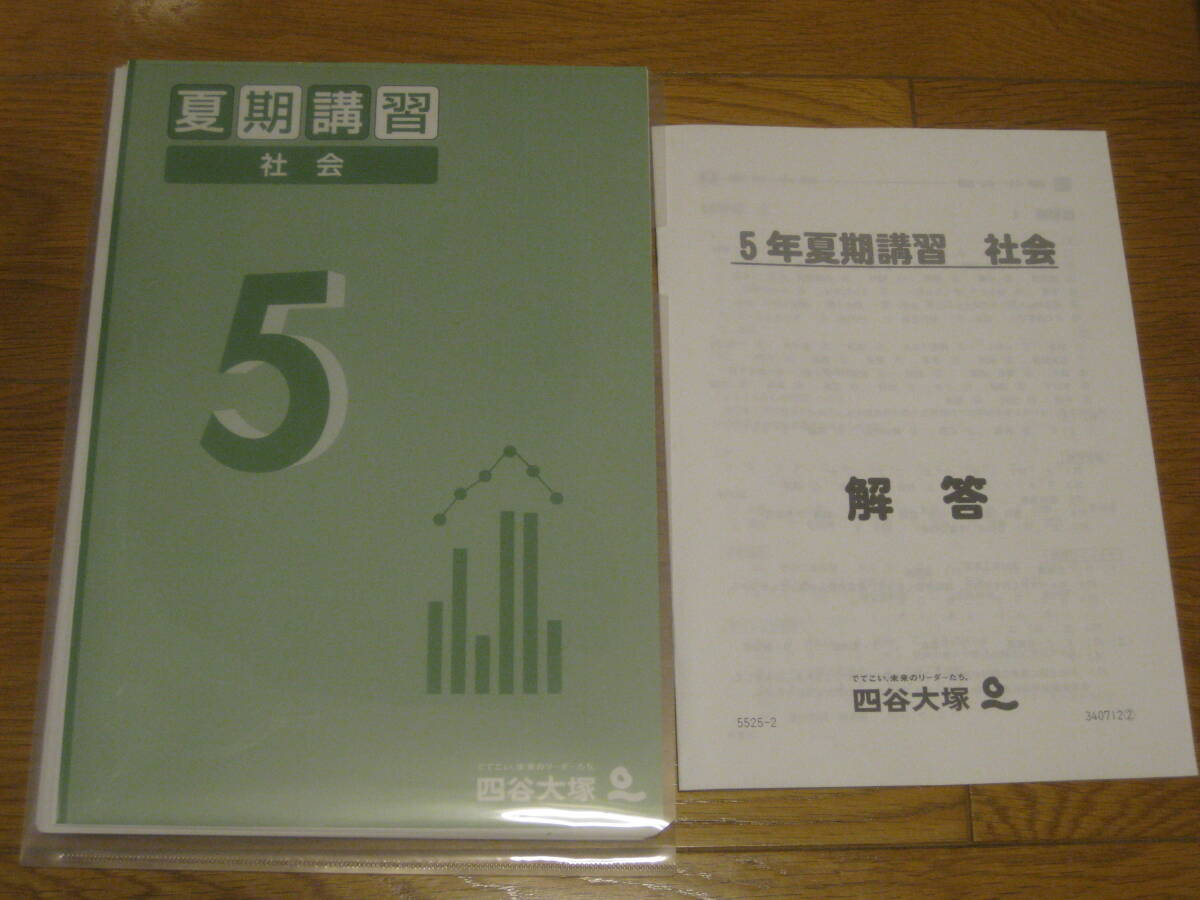 夏期講習
社会
5
でてこい、未来のリーダーたち。
四谷大塚
5年夏期講習 社会
解答
でてこい、未来のリーダーたち。
四谷大塚
5525-2
340712②